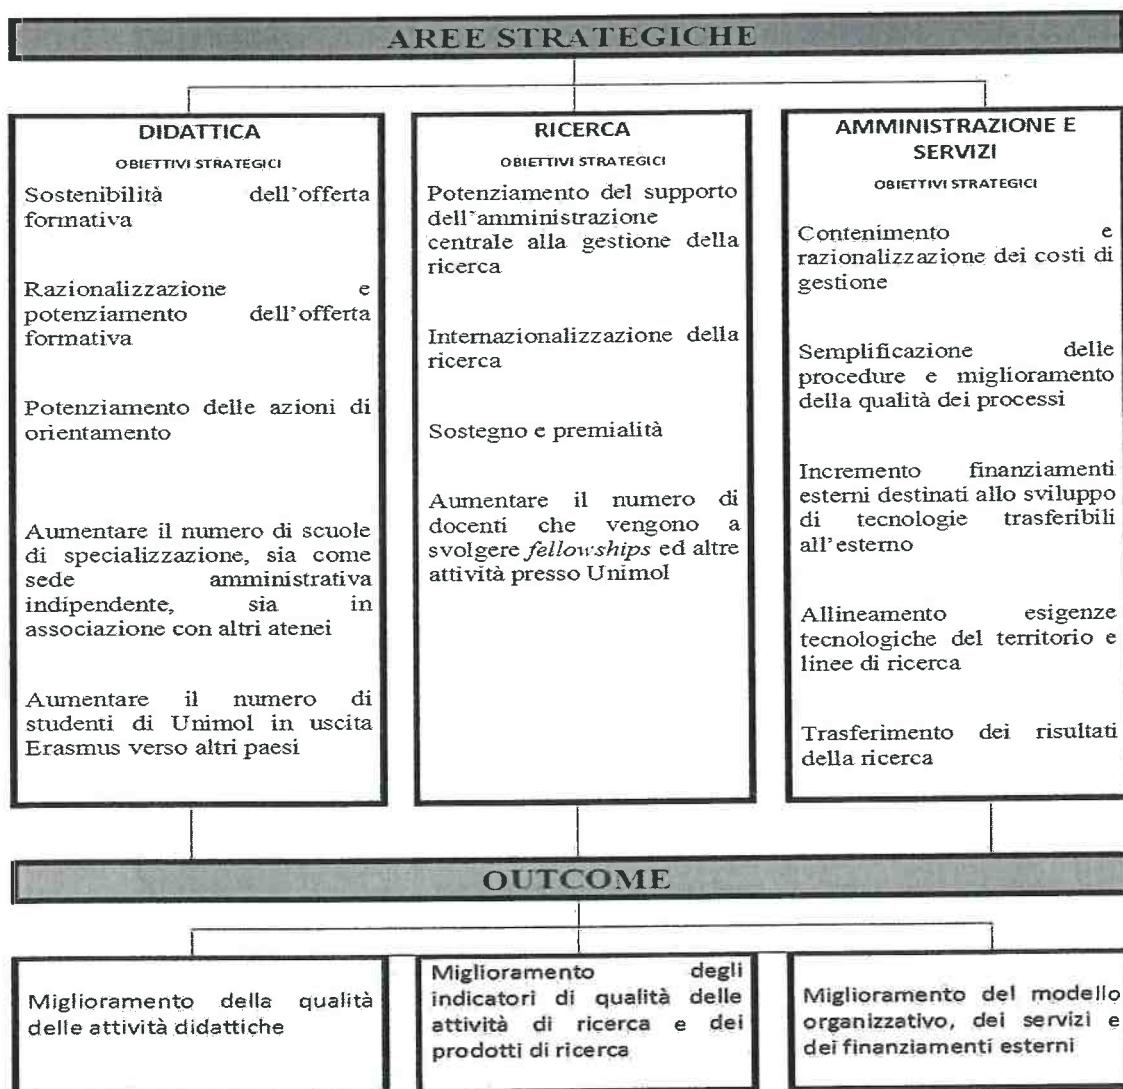 AREE STRATEGICHE
DIDATTICA
OBIETTIVI STRATEGICI
Sostenibilità dell'offerta
formativa
Razionalizzazione e
potenziamento dell'offerta
formativa
Potenziamento delle azioni di
orientamento
Aumentare il numero di scuole
di specializzazione, sia come
sede amministrativa
indipendente, sia in
associazione con altri atenei
Aumentare il numero di
studenti di Unimol in uscita
Erasmus verso altri paesi
RICERCA
OBIETTIVI STRATEGICI
Potenziamento del supporto
dell'amministrazione
centrale alla gestione della
ricerca
Internazionalizzazione della
ricerca
Sostegno e premialità
Aumentare il numero di
docenti che vengono a
svolgere fellowships ed altre
attività presso Unimol
AMMINISTRAZIONE E
SERVIZI
OBIETTIVI STRATEGICI
Contenimento e
razionalizzazione dei costi di
gestione
Semplificazione delle
procedure e miglioramento
della qualità dei processi
Incremento finanziamenti
esterni destinati allo sviluppo
di tecnologie trasferibili
all'esterno
Allineamento esigenze
tecnologiche del territorio e
linee di ricerca
Trasferimento dei risultati
della ricerca
OUTCOME
Miglioramento della qualità
delle attività didattiche
Miglioramento degli
indicatori di qualità delle
attività di ricerca e dei
prodotti di ricerca
Miglioramento del modello
organizzativo, dei servizi e
dei finanziamenti esterni